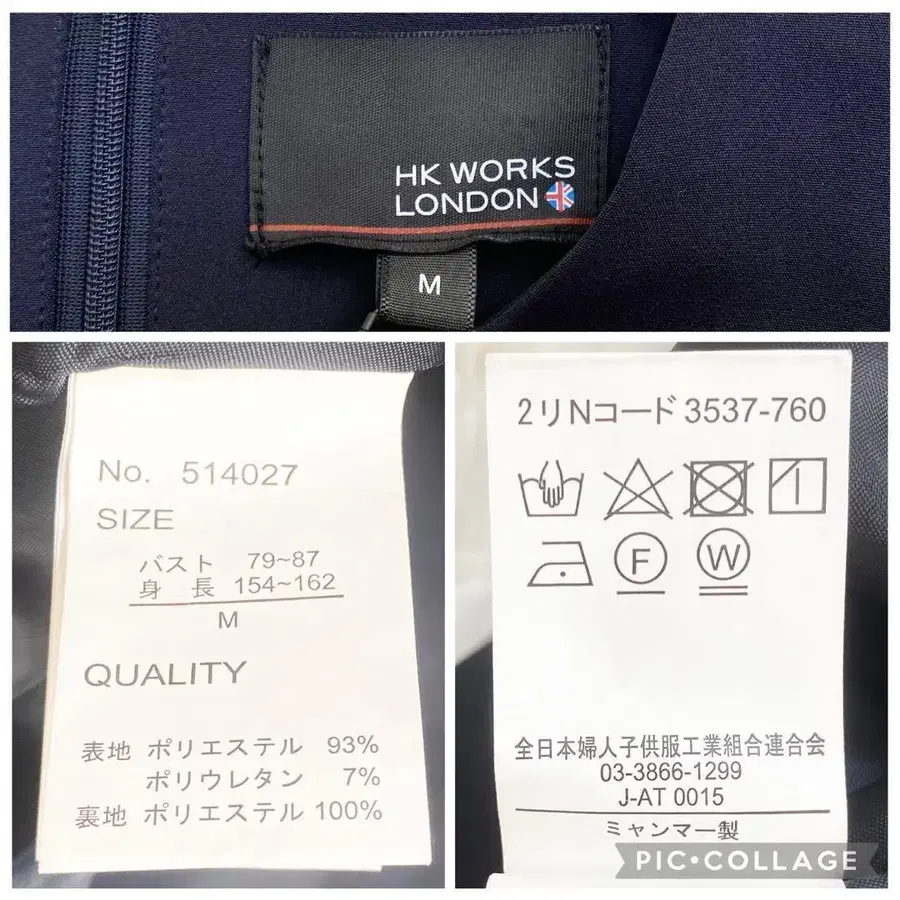 HK WORKS
LONDON
M
No. 514027
SIZE
バスト 79~87
身 長 154~162
M
QUALITY
表地 ポリエステル 93%
ポリウレタン 7%
裏地 ポリエステル 100%
2リNコード 3537-760
F W
全日本婦人子供服工業組合連合会
03-3866-1299
J-AT 0015
ミャンマー製
PIC•COLLAGE